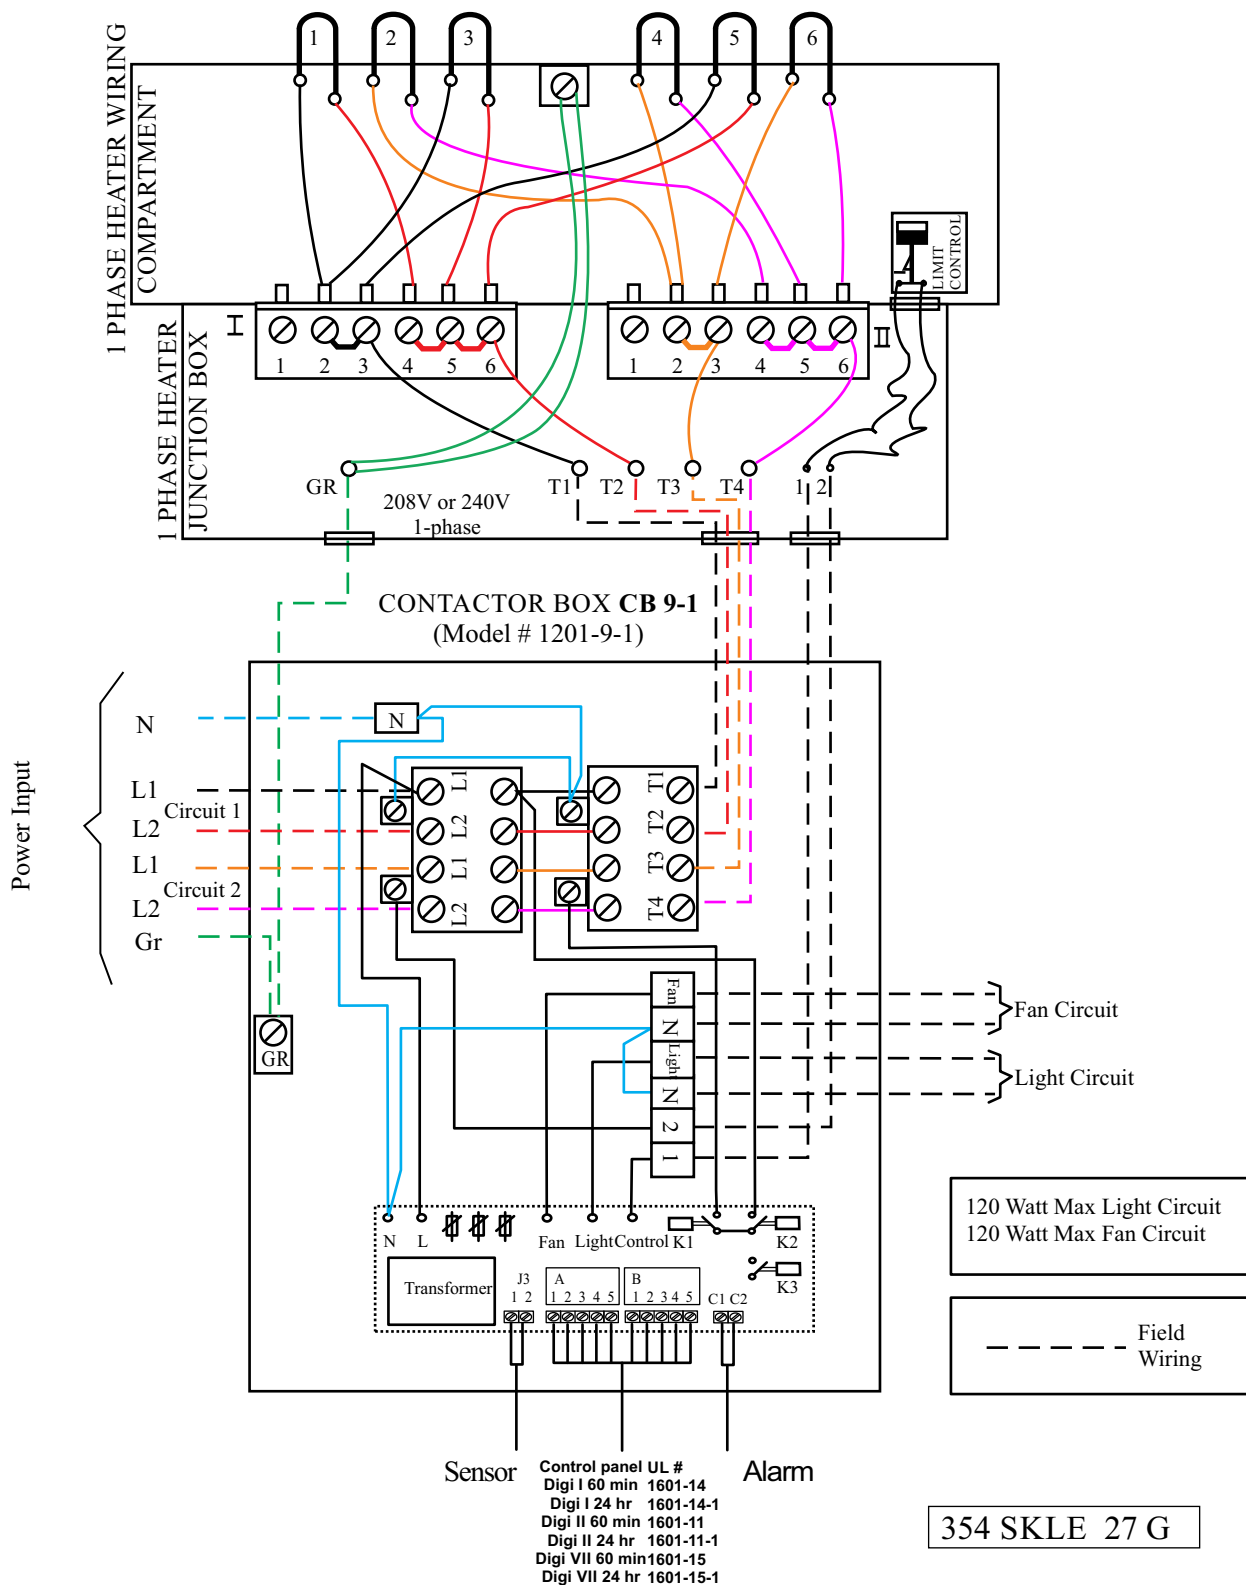 1 PHASE HEATER WIRING
COMPARTMENT
1 2 3 4 5 6
LIMIT
CONTROL
1 PHASE HEATER
JUNCTION BOX
I
1 2 3 4 5 6
1 2 3 4 5 6
II
GR T1 T2 T3 T4 1 2
208V or 240V
1-phase
CONTACTOR BOX CB 9-1
(Model # 1201-9-1)
Power Input
N
N
L1
Circuit 1
L2
L1
Circuit 2
L2
Gr
L1
L2
L1
L2
T1
T2
T3
T4
GR
Fan
N
Light
N
2
1
Fan Circuit
Light Circuit
N L Fan Light Control K1 K2
K3
Transformer
J3
1 2
A
1 2 3 4 5
B
1 2 3 4 5
C1 C2
120 Watt Max Light Circuit
120 Watt Max Fan Circuit
Field
Wiring
Sensor
Control panel UL #
Digi I 60 min 1601-14
Digi I 24 hr 1601-14-1
Digi II 60 min 1601-11
Digi II 24 hr 1601-11-1
Digi VII 60 min 1601-15
Digi VII 24 hr 1601-15-1
Alarm
354 SKLE 27 G